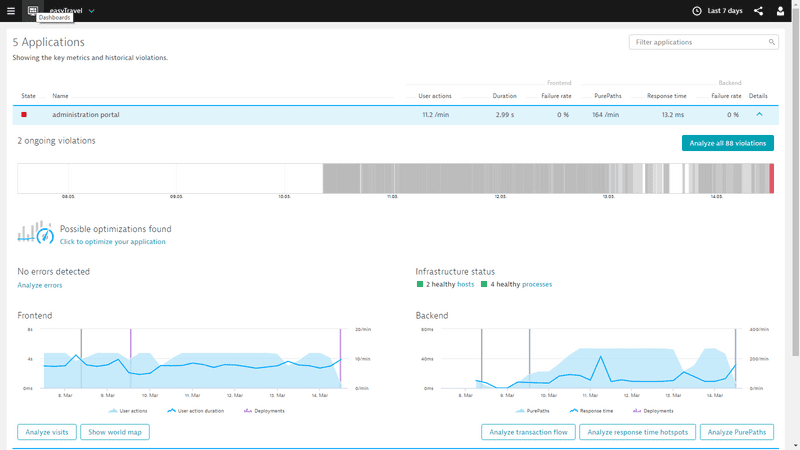 easyTravel
Dashboards
Last 7 days
5 Applications
Filter applications
Showing the key metrics and historical violations.
Frontend Backend
State Name User actions Duration Failure rate PurePaths Response time Failure rate Details
administration portal 11.2 /min 2.99 s 0 % 164 /min 13.2 ms 0 %
2 ongoing violations
Analyze all 88 violations
08.03. 09.03. 10.03. 11.03. 12.03. 13.03. 14.03.
Possible optimizations found
Click to optimize your application
No errors detected
Analyze errors
Infrastructure status
2 healthy hosts 4 healthy processes
Frontend
8s 20/min
4s 10/min
0ms 0/min
8. Mar 9. Mar 10. Mar 11. Mar 12. Mar 13. Mar 14. Mar
User actions User action duration Deployments
Backend
80ms 400/min
40ms 200/min
0ms 0/min
8. Mar 9. Mar 10. Mar 11. Mar 12. Mar 13. Mar 14. Mar
PurePaths Response time Deployments
Analyze visits Show world map
Analyze transaction flow Analyze response time hotspots Analyze PurePaths